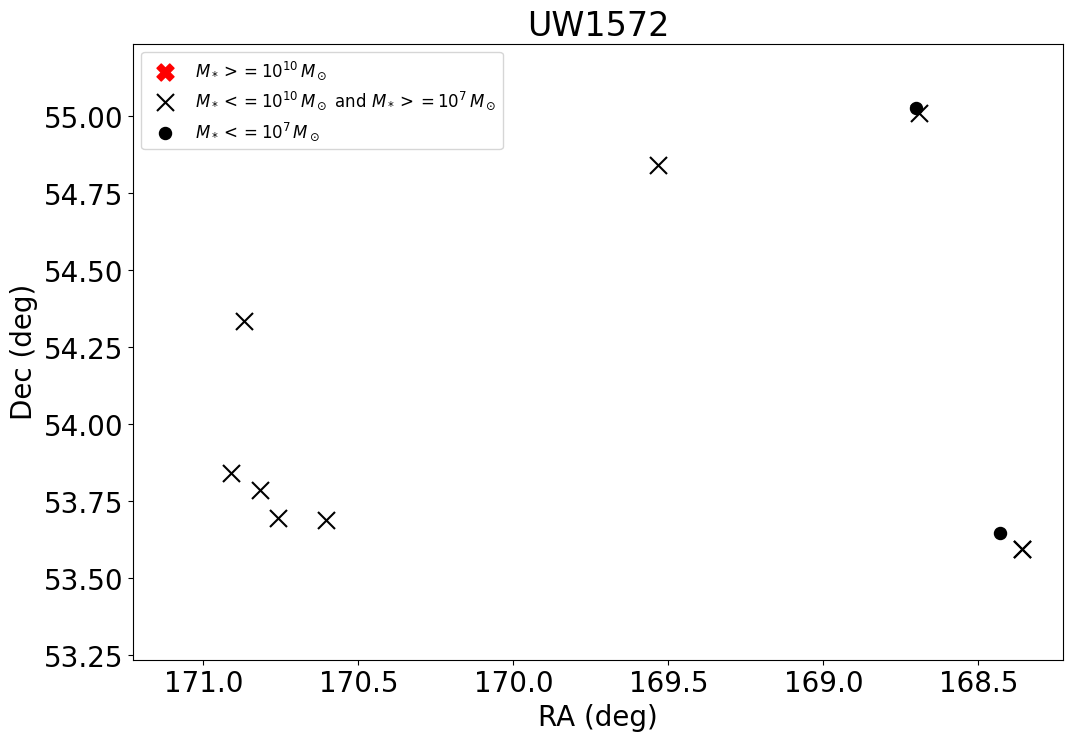 UW1572
M* >= 10^10 M⊙
M* <= 10^10 M⊙ and M* >= 10^7 M⊙
M* <= 10^7 M⊙
Dec (deg)
55.00
54.75
54.50
54.25
54.00
53.75
53.50
53.25
171.0 170.5 170.0 169.5 169.0 168.5
RA (deg)